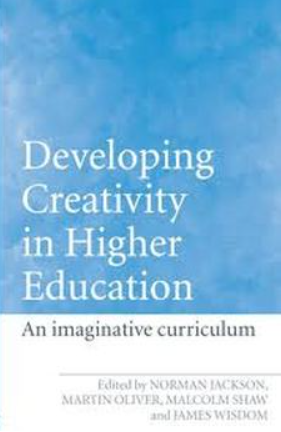 Developing
Creativity
in Higher
Education
An imaginative curriculum
Edited by NORMAN JACKSON,
MARTIN OLIVER, MALCOLM SHAW
and JAMES WISDOM